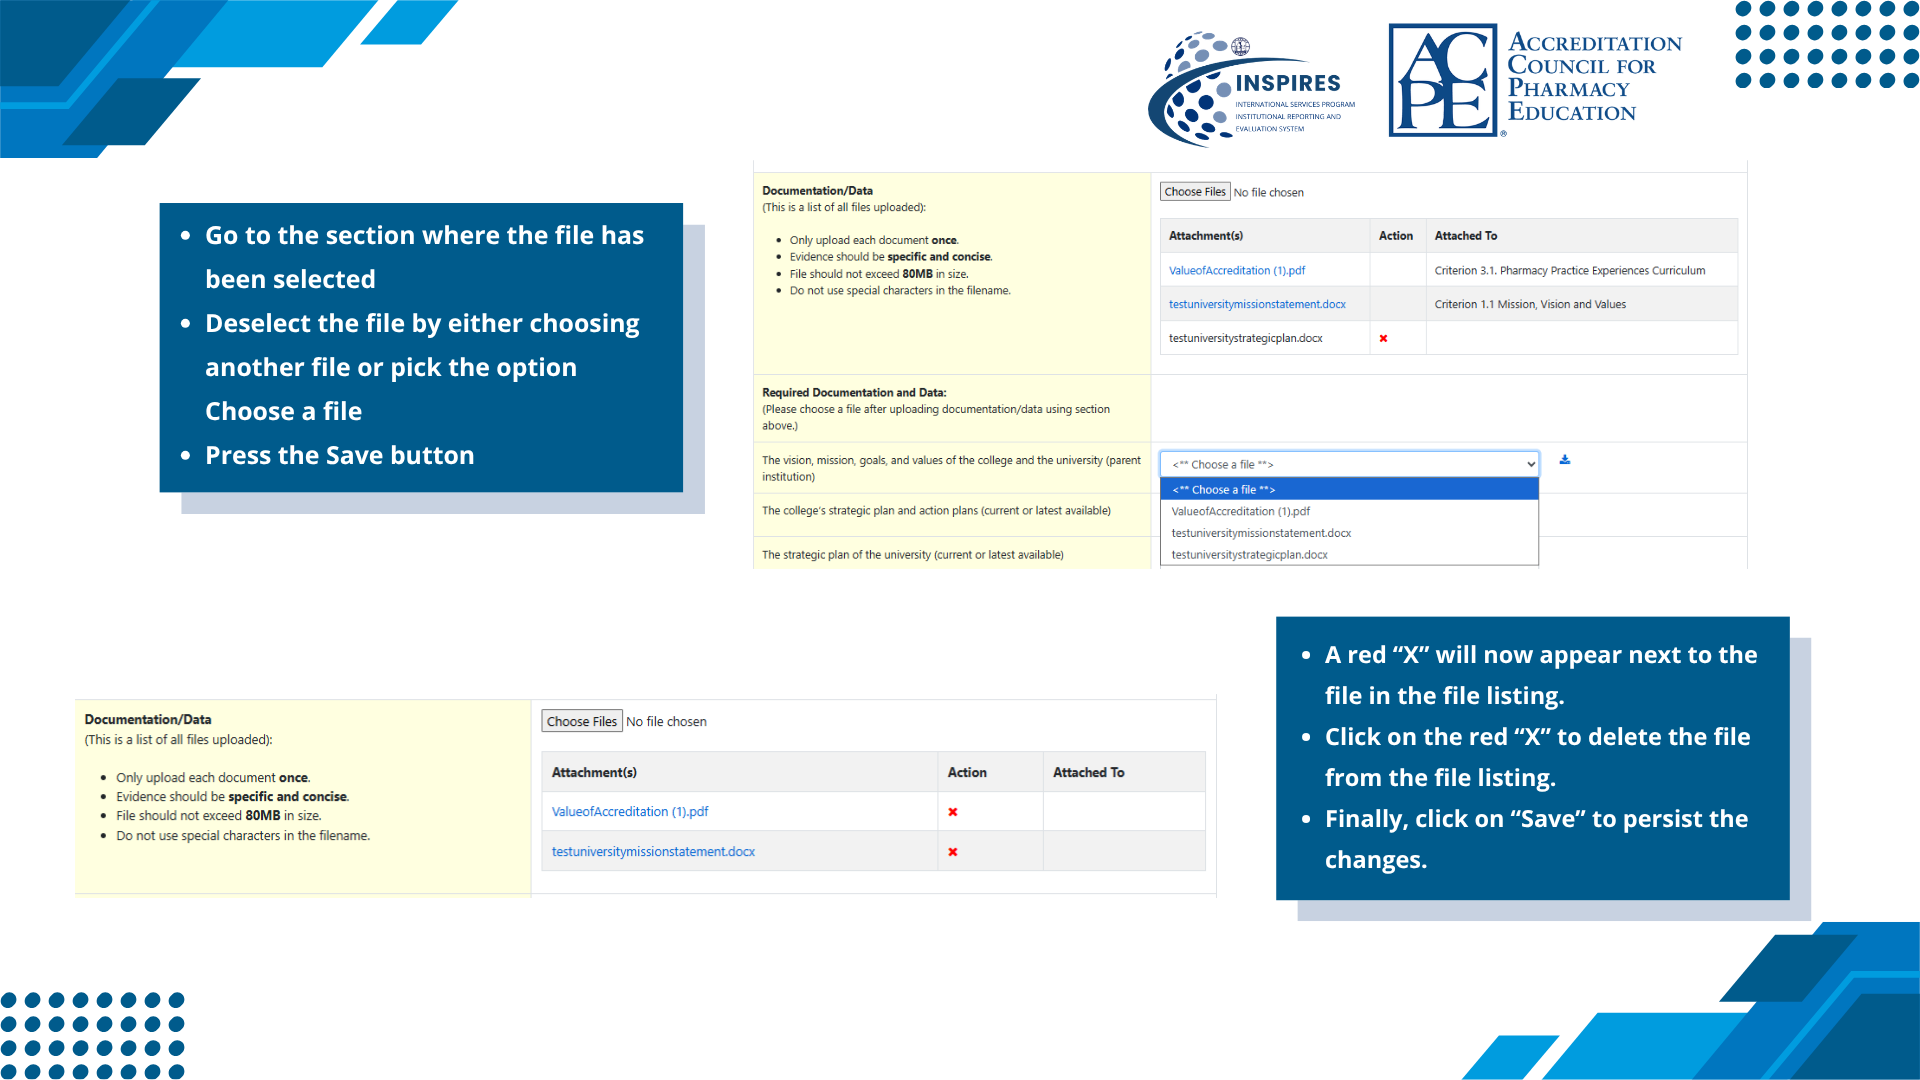 INSPIRES
INTERNATIONAL SERVICES PROGRAM
INSTITUTIONAL REPORTING AND
EVALUATION SYSTEM
AC
PE
®
ACCREDITATION
COUNCIL FOR
PHARMACY
EDUCATION
• Go to the section where the file has
been selected
• Deselect the file by either choosing
another file or pick the option
Choose a file
• Press the Save button
Documentation/Data
(This is a list of all files uploaded):
• Only upload each document once.
• Evidence should be specific and concise.
• File should not exceed 80MB in size.
• Do not use special characters in the filename.
Choose Files No file chosen
Attachment(s) Action Attached To
ValueofAccreditation (1).pdf Criterion 3.1. Pharmacy Practice Experiences Curriculum
testuniversitymissionstatement.docx Criterion 1.1 Mission, Vision and Values
testuniversitystrategicplan.docx ✖
Required Documentation and Data:
(Please choose a file after uploading documentation/data using section
above.)
The vision, mission, goals, and values of the college and the university (parent
institution)
<** Choose a file **>
<** Choose a file **>
ValueofAccreditation (1).pdf
testuniversitymissionstatement.docx
testuniversitystrategicplan.docx
The college's strategic plan and action plans (current or latest available)
The strategic plan of the university (current or latest available)
Documentation/Data
(This is a list of all files uploaded):
• Only upload each document once.
• Evidence should be specific and concise.
• File should not exceed 80MB in size.
• Do not use special characters in the filename.
Choose Files No file chosen
Attachment(s) Action Attached To
ValueofAccreditation (1).pdf ✖
testuniversitymissionstatement.docx ✖
• A red “X” will now appear next to the
file in the file listing.
• Click on the red “X” to delete the file
from the file listing.
• Finally, click on “Save” to persist the
changes.